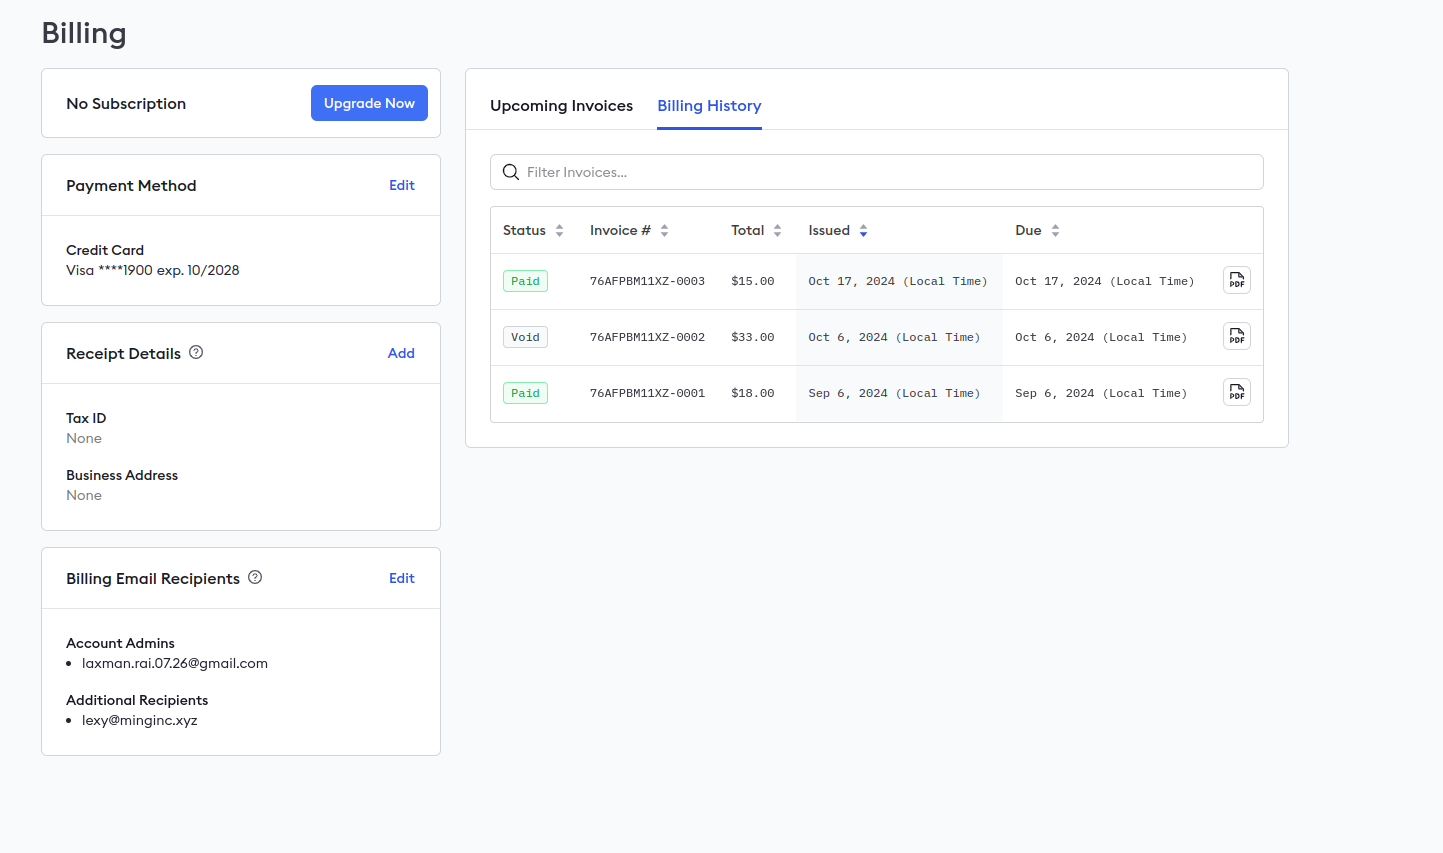 Billing
No Subscription
Upgrade Now
Payment Method
Edit
Credit Card
Visa ****1900 exp. 10/2028
Receipt Details
Add
Tax ID
None
Business Address
None
Billing Email Recipients
Edit
Account Admins
• laxman.rai.07.26@gmail.com
Additional Recipients
• lexy@minginc.xyz
Upcoming Invoices Billing History
Filter Invoices...
Status Invoice # Total Issued Due
Paid 76AFPBM11XZ-0003 $15.00 Oct 17, 2024 (Local Time) Oct 17, 2024 (Local Time) PDF
Void 76AFPBM11XZ-0002 $33.00 Oct 6, 2024 (Local Time) Oct 6, 2024 (Local Time) PDF
Paid 76AFPBM11XZ-0001 $18.00 Sep 6, 2024 (Local Time) Sep 6, 2024 (Local Time) PDF